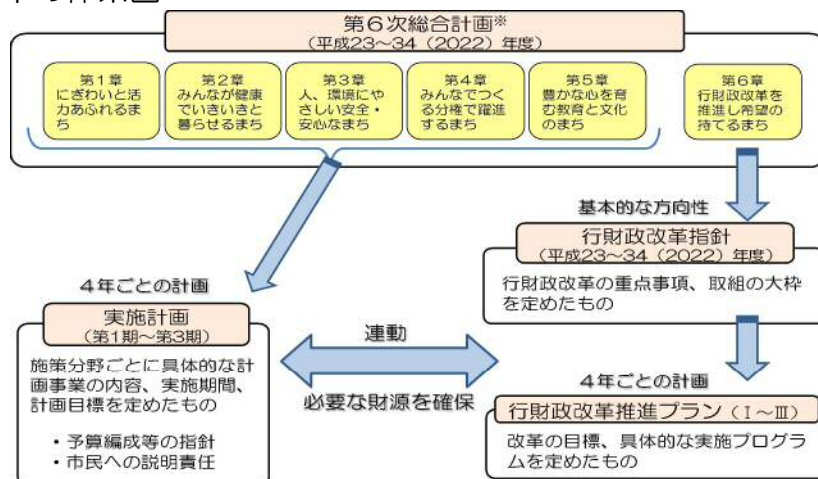 第6次総合計画※
(平成23~34(2022)年度)
第1章
にぎわいと活
力あふれるま
ち
第2章
みんなが健康
でいきいきと
暮らせるまち
第3章
人、環境にや
さしい安全・
安心なまち
第4章
みんなでつく
る分権で躍進
するまち
第5章
豊かな心を育
む教育と文化
のまち
第6章
行財政改革を
推進し希望の
持てるまち
基本的な方向性
行財政改革指針
(平成23~34(2022)年度)
行財政改革の重点事項、取組の大枠
を定めたもの
4年ごとの計画
実施計画
(第1期~第3期)
施策分野ごとに具体的な計
画事業の内容、実施期間、
計画目標を定めたもの
・予算編成等の指針
・市民への説明責任
連動
必要な財源を確保
4年ごとの計画
行財政改革推進プラン(Ⅰ~Ⅲ)
改革の目標、具体的な実施プログラ
ムを定めたもの